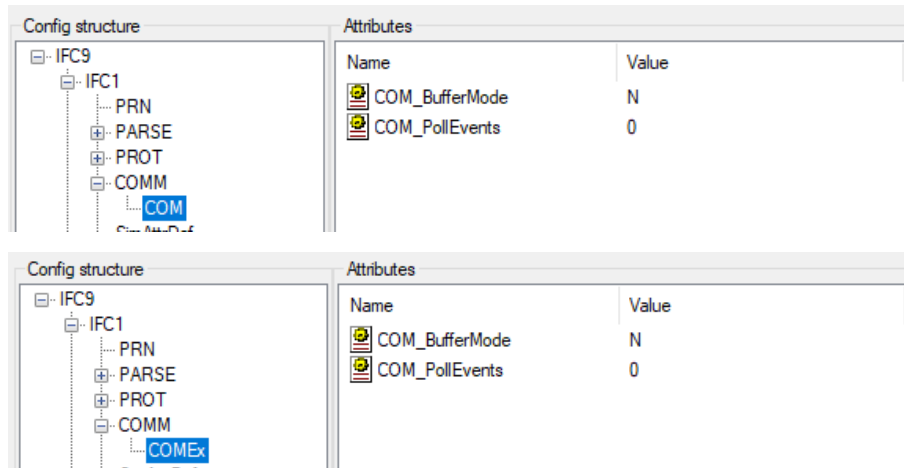 Config structure
Attributes
IFC9
IFC1
PRN
PARSE
PROT
COMM
COM
Name Value
COM_BufferMode N
COM_PollEvents 0
Config structure
Attributes
IFC9
IFC1
PRN
PARSE
PROT
COMM
COMEx
Name Value
COM_BufferMode N
COM_PollEvents 0